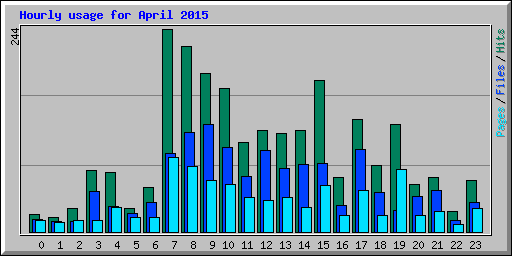 Hourly usage for April 2015
244
Pages / Files / Hits
0 1 2 3 4 5 6 7 8 9 10 11 12 13 14 15 16 17 18 19 20 21 22 23